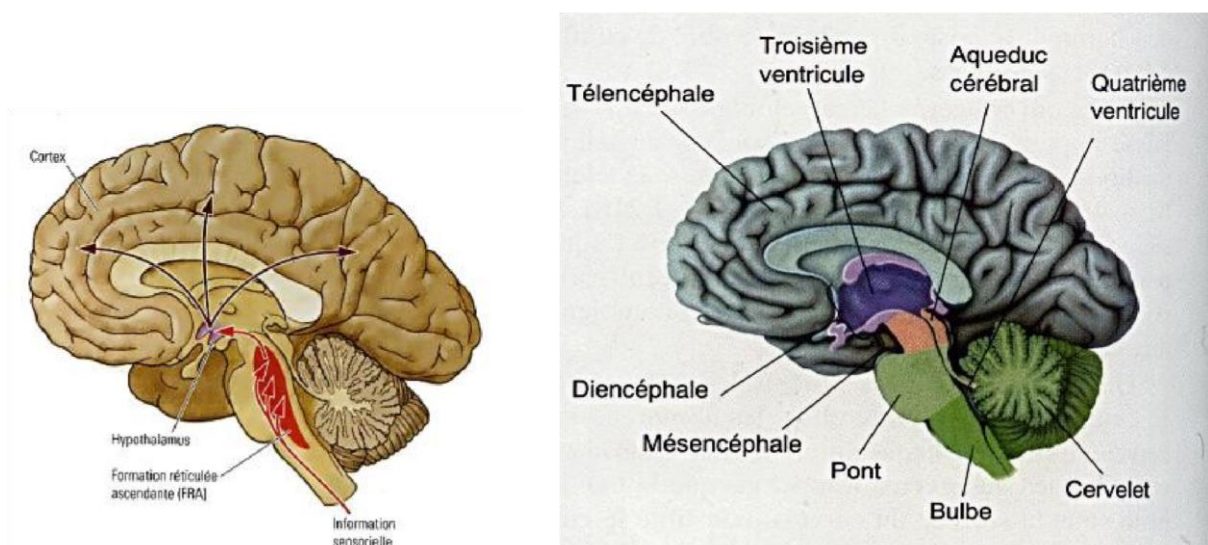 Cortex
Hypothalamus
Formation réticulée
ascendante (FRA)
Information
sensorielle
Troisième
ventricule
Aqueduc
cérébral
Quatrième
ventricule
Télencéphale
Diencéphale
Mésencéphale
Pont
Bulbe
Cervelet